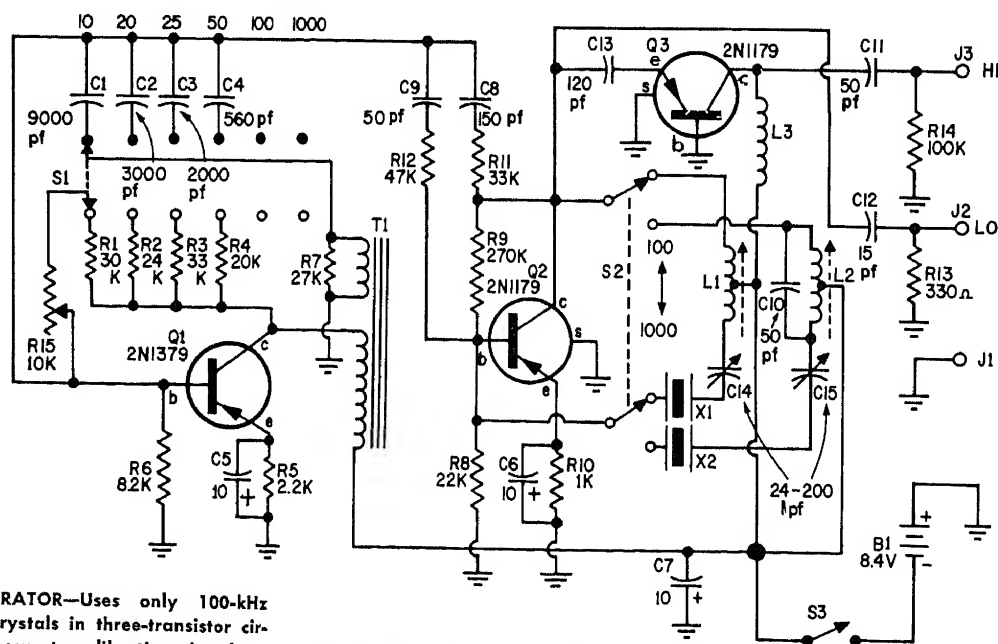 10 20 25 50 100 1000
C1
9000 pf
C2
3000 pf
C3
2000 pf
C4
560 pf
S1
R1 30 K
R2 24 K
R3 33 K
R4 20K
R7 27K
T1
R15 10K
Q1
2N1379
c
b
e
R6 8.2K
C5 10 +
R5 2.2K
C9
50 pf
C8
150 pf
R12 47K
R11 33K
R9 270K
Q2
2N1179
c
s
b
e
R8 22K
C6 10 +
R10 1K
C13
120 pf
Q3
2N1179
e
c
s
b
L3
C11
50 pf
J3
HI
R14 100K
C12
15 pf
J2
LO
R13 330Ω
J1
S2
100
1000
L1
C10 50 pf
L2
C14
C15
24-200 pf
X1
X2
C7 10 +
B1 8.4V
+
-
S3
RATOR—Uses only 100-kHz
rystals in three-transistor cir-